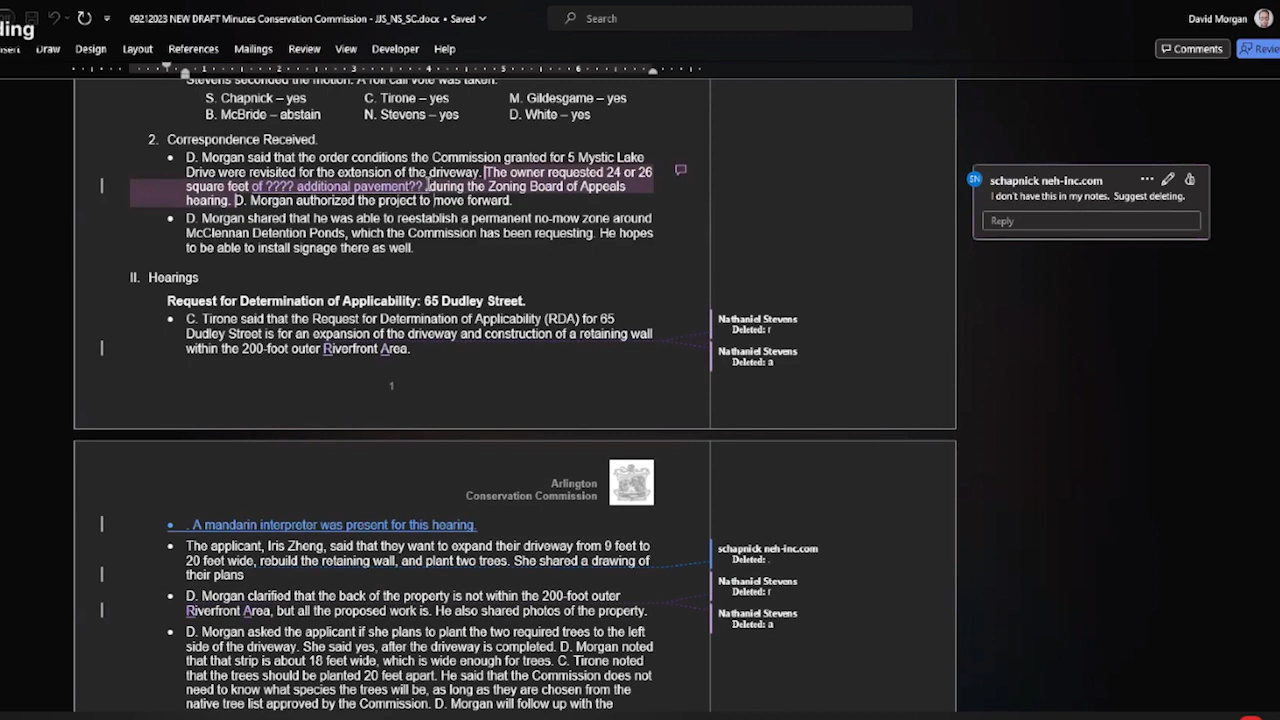 ding
09212023 NEW DRAFT Minutes Conservation Commission - JJS_NS_SC.docx • Saved
Search
David Morgan
nsert Draw Design Layout References Mailings Review View Developer Help
Comments
Revie
1 2 3 4 5 6
Stevens seconded the motion. A roll call vote was taken.
S. Chapnick – yes C. Tirone – yes M. Gildesgame – yes
B. McBride – abstain N. Stevens – yes D. White – yes
2. Correspondence Received.
• D. Morgan said that the order conditions the Commission granted for 5 Mystic Lake
Drive were revisited for the extension of the driveway. The owner requested 24 or 26
square feet of ???? additional pavement?? during the Zoning Board of Appeals
hearing. D. Morgan authorized the project to move forward.
• D. Morgan shared that he was able to reestablish a permanent no-mow zone around
McClennan Detention Ponds, which the Commission has been requesting. He hopes
to be able to install signage there as well.
SN
schapnick neh-inc.com
I don't have this in my notes. Suggest deleting.
Reply
II. Hearings
Request for Determination of Applicability: 65 Dudley Street.
• C. Tirone said that the Request for Determination of Applicability (RDA) for 65
Dudley Street is for an expansion of the driveway and construction of a retaining wall
within the 200-foot outer Riverfront Area.
Nathaniel Stevens
Deleted: r
Nathaniel Stevens
Deleted: a
1
Arlington
Conservation Commission
• . A mandarin interpreter was present for this hearing.
• The applicant, Iris Zheng, said that they want to expand their driveway from 9 feet to
20 feet wide, rebuild the retaining wall, and plant two trees. She shared a drawing of
their plans
• D. Morgan clarified that the back of the property is not within the 200-foot outer
Riverfront Area, but all the proposed work is. He also shared photos of the property.
• D. Morgan asked the applicant if she plans to plant the two required trees to the left
side of the driveway. She said yes, after the driveway is completed. D. Morgan noted
that that strip is about 18 feet wide, which is wide enough for trees. C. Tirone noted
that the trees should be planted 20 feet apart. He said that the Commission does not
need to know what species the trees will be, as long as they are chosen from the
native tree list approved by the Commission. D. Morgan will follow up with the
schapnick neh-inc.com
Deleted: .
Nathaniel Stevens
Deleted: r
Nathaniel Stevens
Deleted: a